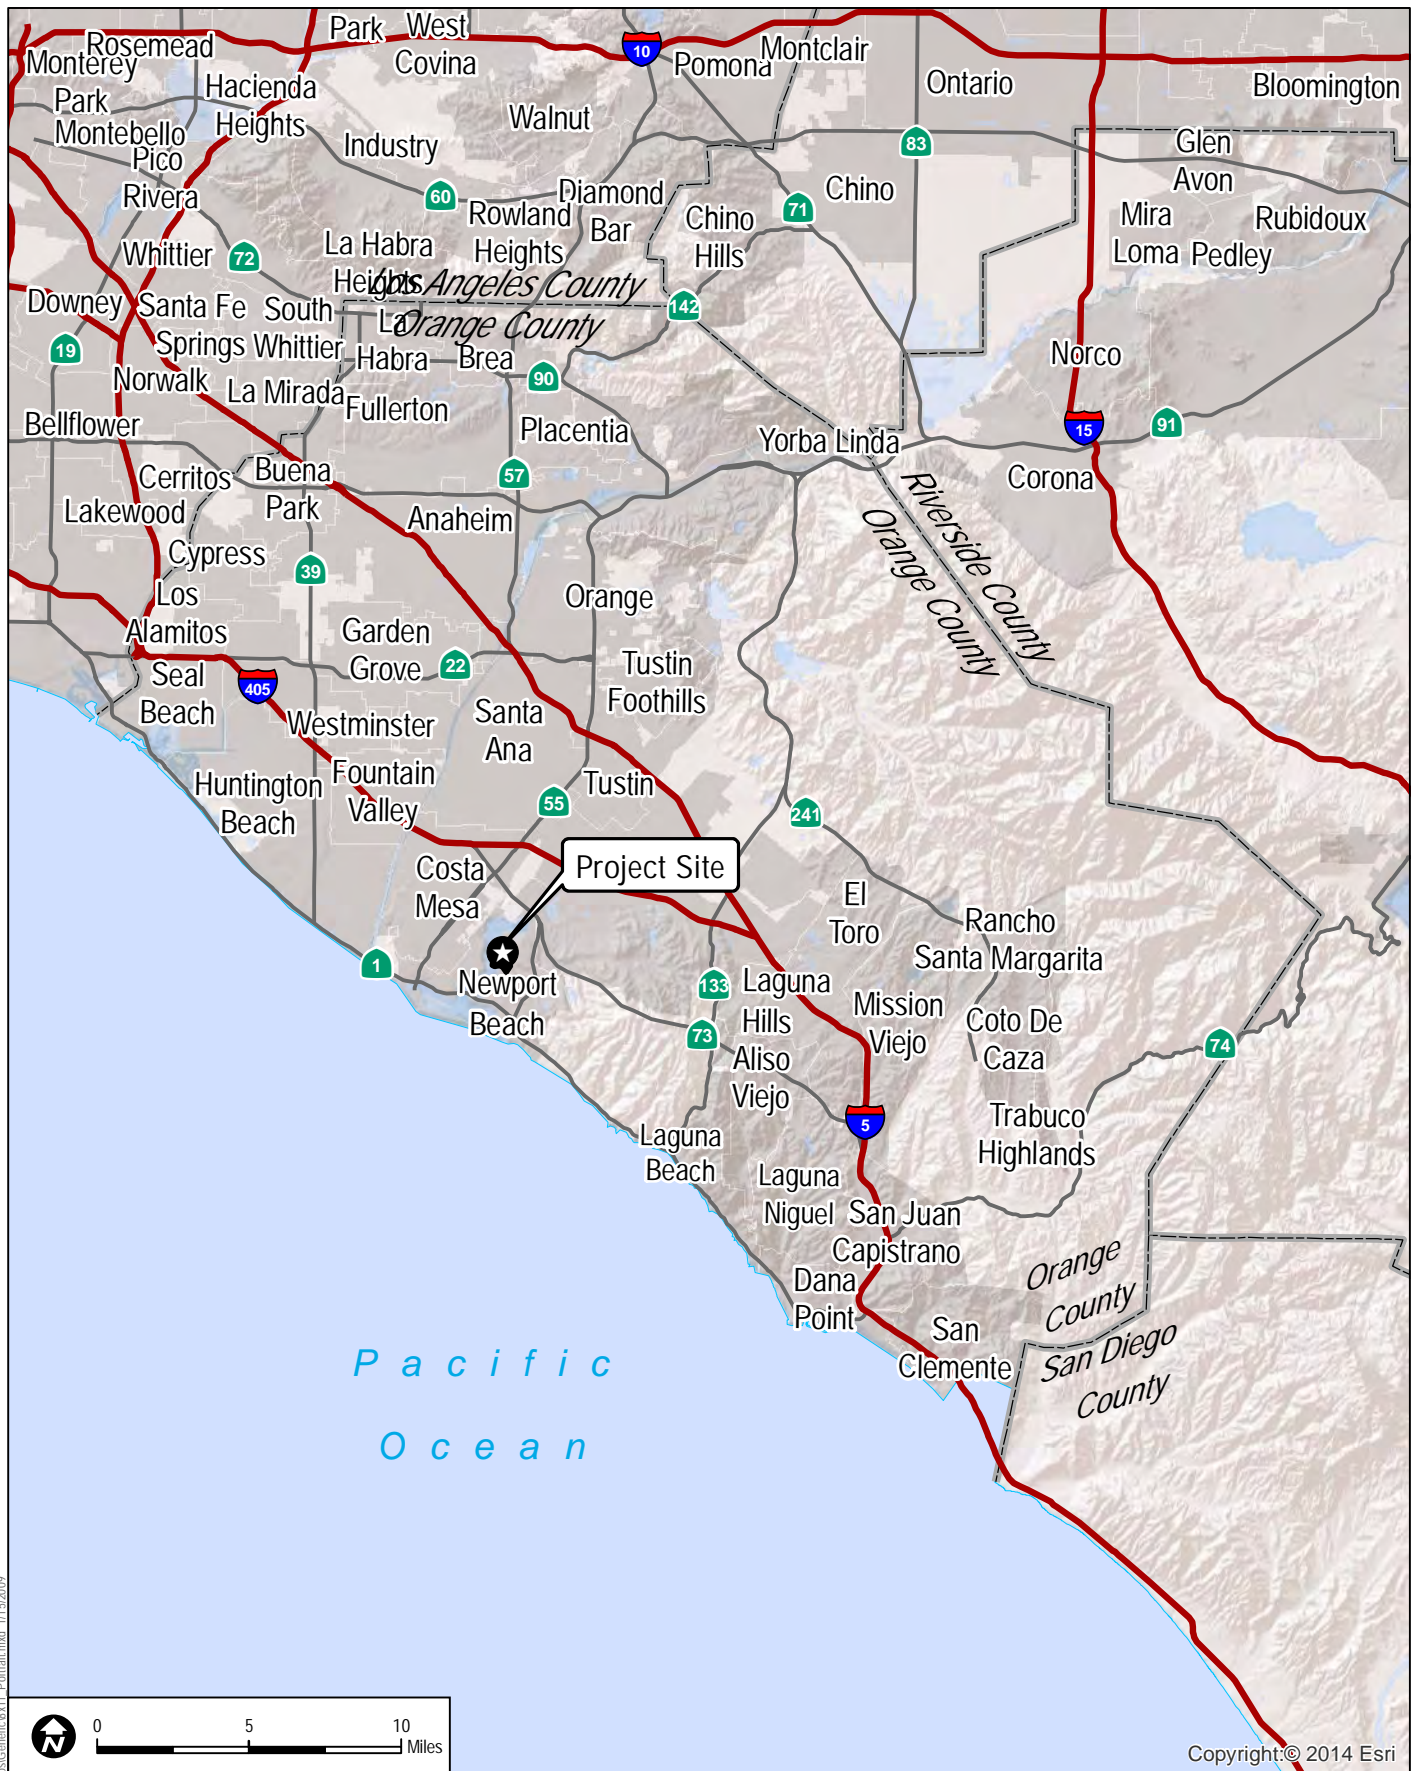 Park
West
Covina
Rosemead
Monterey
Park
Montebello
Hacienda
Heights
10
Pomona
Montclair
Ontario
Bloomington
Walnut
Industry
Pico
Rivera
60
Rowland
Heights
Diamond
Bar
83
Chino
71
Chino
Hills
Glen
Avon
Mira
Loma
Pedley
Rubidoux
Whittier
72
La Habra
Heights
Los Angeles County
Orange County
142
Downey
Santa Fe
Springs
South
Whittier
La
Habra
Brea
90
19
Norwalk
La Mirada
Fullerton
Placentia
Norco
15
91
Bellflower
Yorba Linda
Corona
Cerritos
Buena
Park
57
Lakewood
Anaheim
Riverside County
Orange County
Cypress
39
Los
Alamitos
Orange
Garden
Grove
22
Tustin
Foothills
Seal
Beach
405
Westminster
Santa
Ana
Huntington
Beach
Fountain
Valley
55
Tustin
241
Costa
Mesa
Project Site
El
Toro
Rancho
Santa Margarita
1
Newport
Beach
133
Laguna
Hills
Mission
Viejo
Coto De
Caza
73
Aliso
Viejo
74
5
Trabuco
Highlands
Laguna
Beach
Laguna
Niguel
San Juan
Capistrano
Dana
Point
Orange
County
San
Clemente
San Diego
County
Pacific
Ocean
N
0 5 10
Miles
Copyright:© 2014 Esri